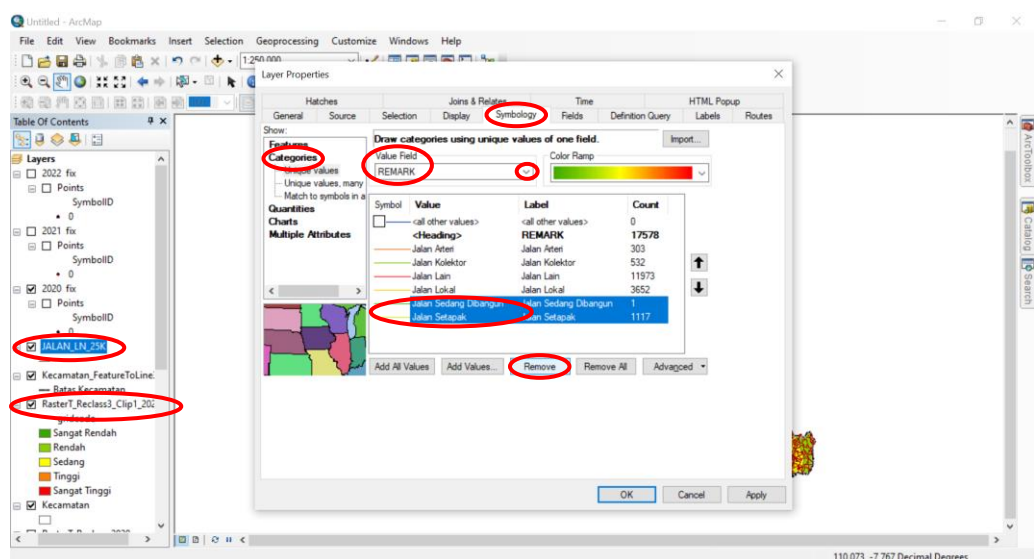 Untitled - ArcMap
File Edit View Bookmarks Insert Selection Geoprocessing Customize Windows Help
1:250.000
Layer Properties
Hatches Joins & Relates Time HTML Popup
General Source Selection Display Symbology Fields Definition Query Labels Routes
Table Of Contents
Layers
2022 fix
Points
SymbolID
0
2021 fix
Points
SymbolID
0
2020 fix
Points
SymbolID
0
JALAN_LN_25K
Kecamatan_FeatureToLine
Batas Kecamatan
RasterT_Reclass3_Clip1_202
gridcode
Sangat Rendah
Rendah
Sedang
Tinggi
Sangat Tinggi
Kecamatan
Show:
Features
Categories
Unique values
Unique values, many
Match to symbols in a
Quantities
Charts
Multiple Attributes
Draw categories using unique values of one field.
Import...
Value Field
Color Ramp
REMARK
Symbol Value Label Count
<all other values> <all other values> 0
<Heading> REMARK 17578
Jalan Arteri Jalan Arteri 303
Jalan Kolektor Jalan Kolektor 532
Jalan Lain Jalan Lain 11973
Jalan Lokal Jalan Lokal 3652
Jalan Sedang Dibangun Jalan Sedang Dibangun 1
Jalan Setapak Jalan Setapak 1117
Add All Values Add Values... Remove Remove All Advanced
OK Cancel Apply
ArcToolbox
Catalog
Search
110,073 -7,767 Decimal Degrees